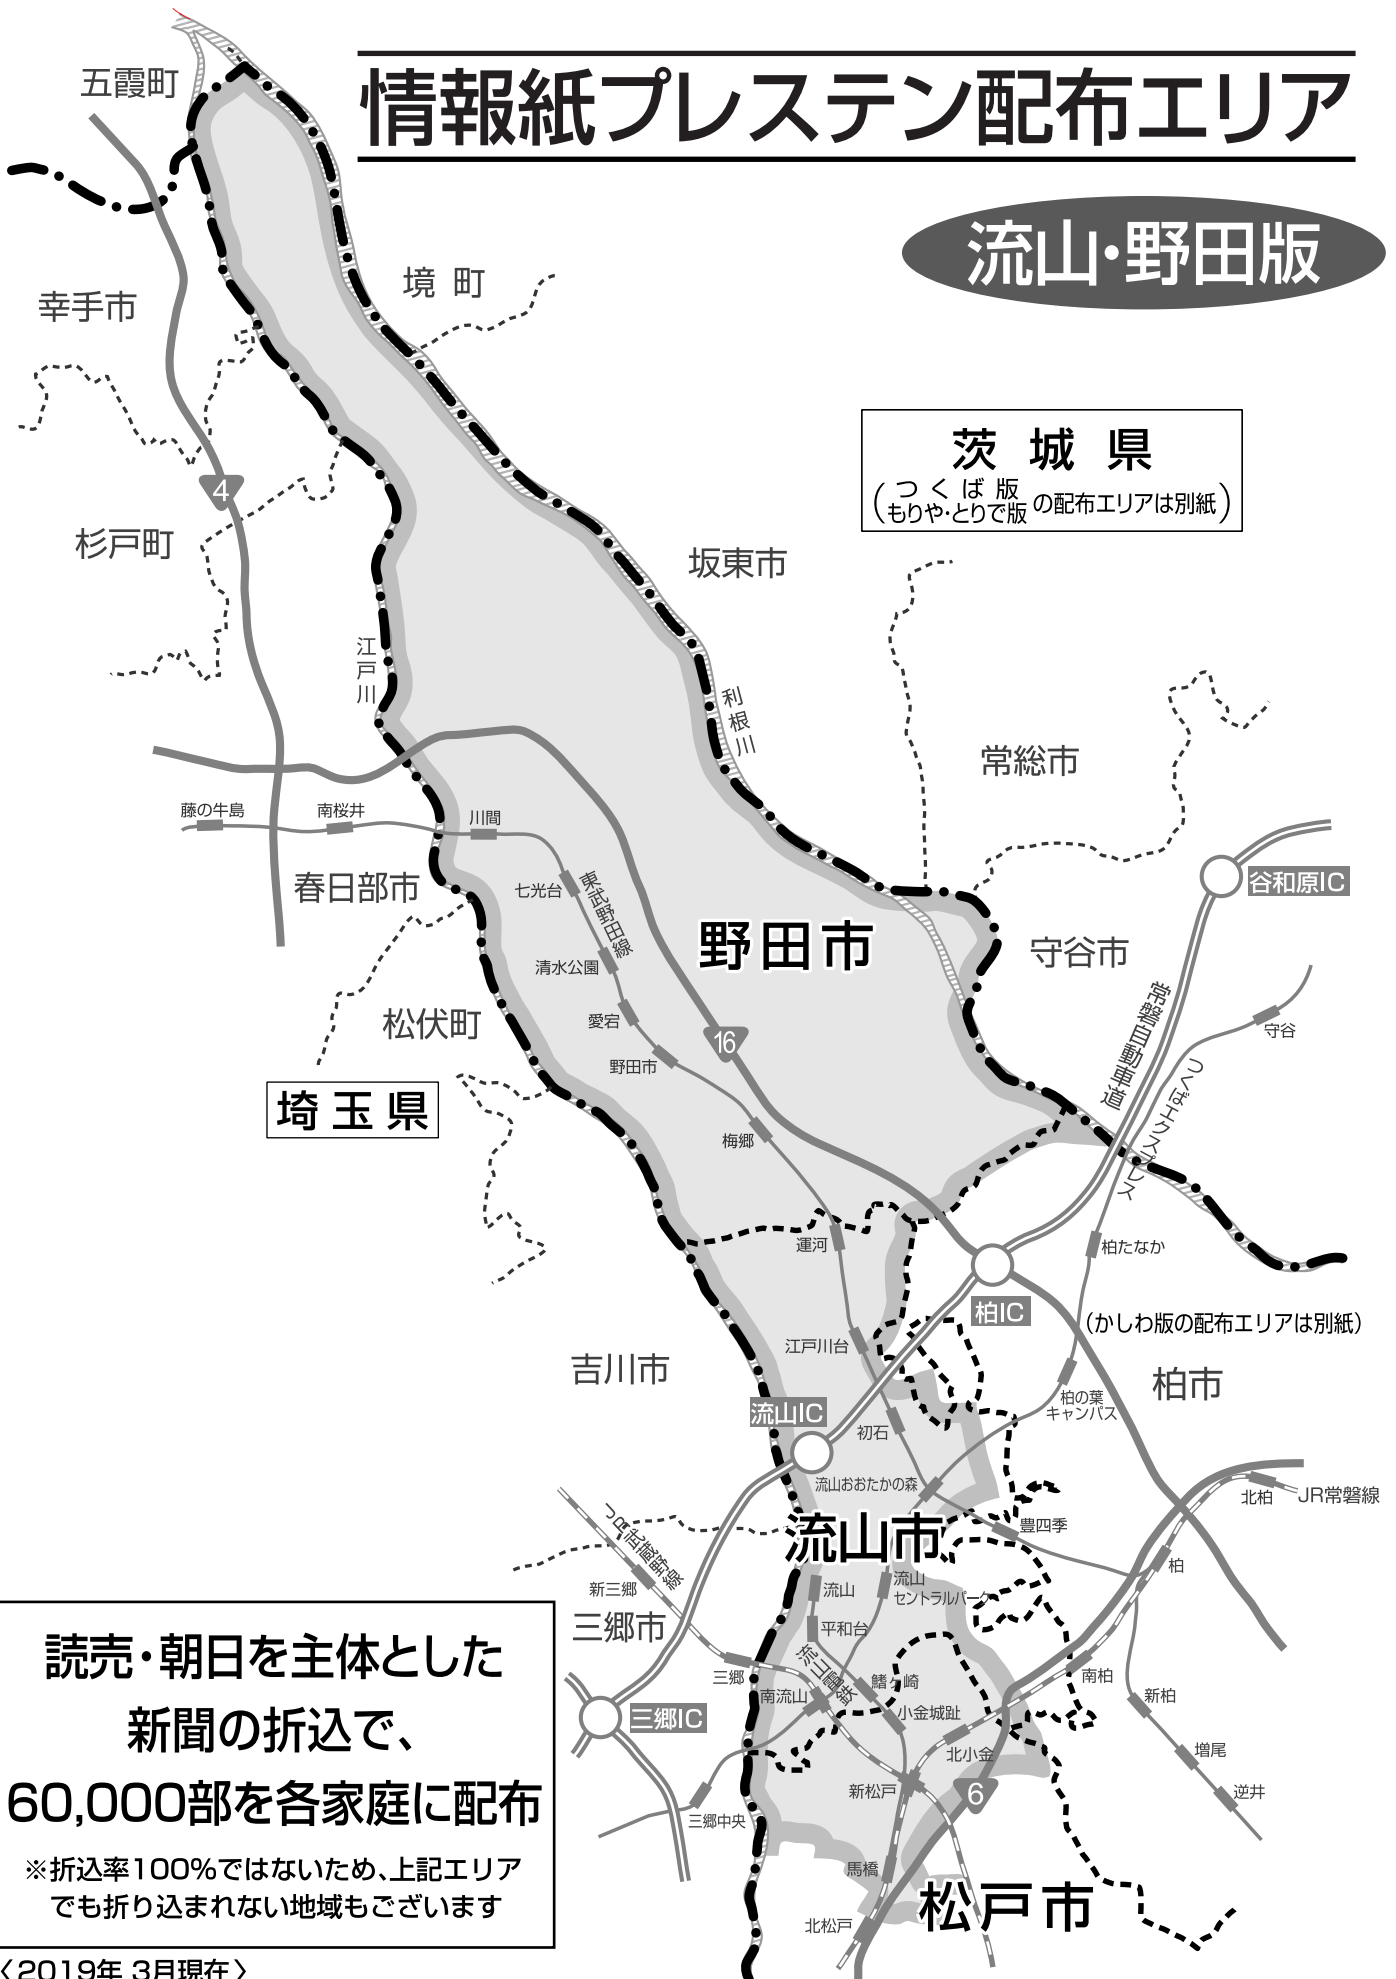 情報紙プレステン配布エリア
流山・野田版
五霞町
幸手市
境町
茨城県
(つくば版
もりや・とりで版 の配布エリアは別紙)
4
杉戸町
坂東市
江戸川
利根川
常総市
藤の牛島
南桜井
川間
春日部市
七光台
東武野田線
谷和原IC
野田市
清水公園
守谷市
松伏町
愛宕
16
常磐自動車道
守谷
野田市
つくばエクスプレス
埼玉県
梅郷
運河
柏たなか
柏IC
(かしわ版の配布エリアは別紙)
江戸川台
吉川市
柏市
柏の葉
キャンパス
流山IC
初石
流山おおたかの森
北柏
JR常磐線
JR武蔵野線
流山市
豊四季
柏
新三郷
流山
流山
セントラルパーク
三郷市
平和台
流山電鉄
三郷
南流山
鰭ヶ崎
南柏
新柏
三郷IC
小金城趾
北小金
増尾
新松戸
6
逆井
三郷中央
馬橋
松戸市
北松戸
読売・朝日を主体とした
新聞の折込で、
60,000部を各家庭に配布
※折込率100%ではないため、上記エリア
でも折り込まれない地域もございます
〈2019年 3月現在〉